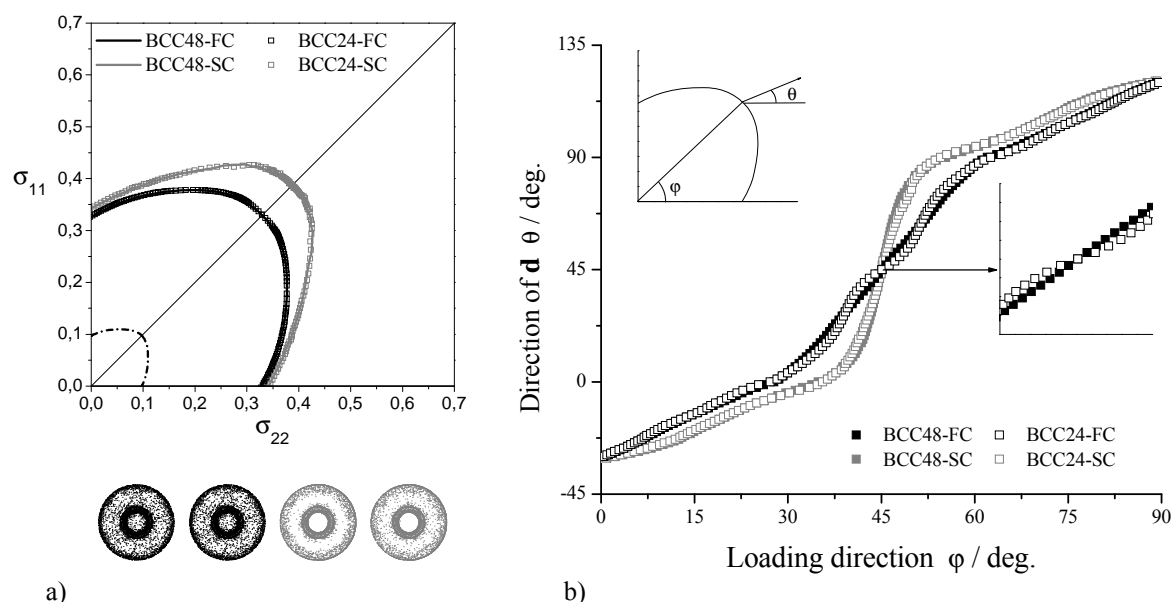 0,7
0,6
0,5
σ11
0,4
0,3
0,2
0,1
0,0
0,0 0,1 0,2 0,3 0,4 0,5 0,6 0,7
σ22
BCC48-FC BCC24-FC
BCC48-SC BCC24-SC
a)
135
90
45
0
-45
0 15 30 45 60 75 90
Direction of d θ / deg.
Loading direction φ / deg.
θ
φ
BCC48-FC BCC24-FC
BCC48-SC BCC24-SC
b)